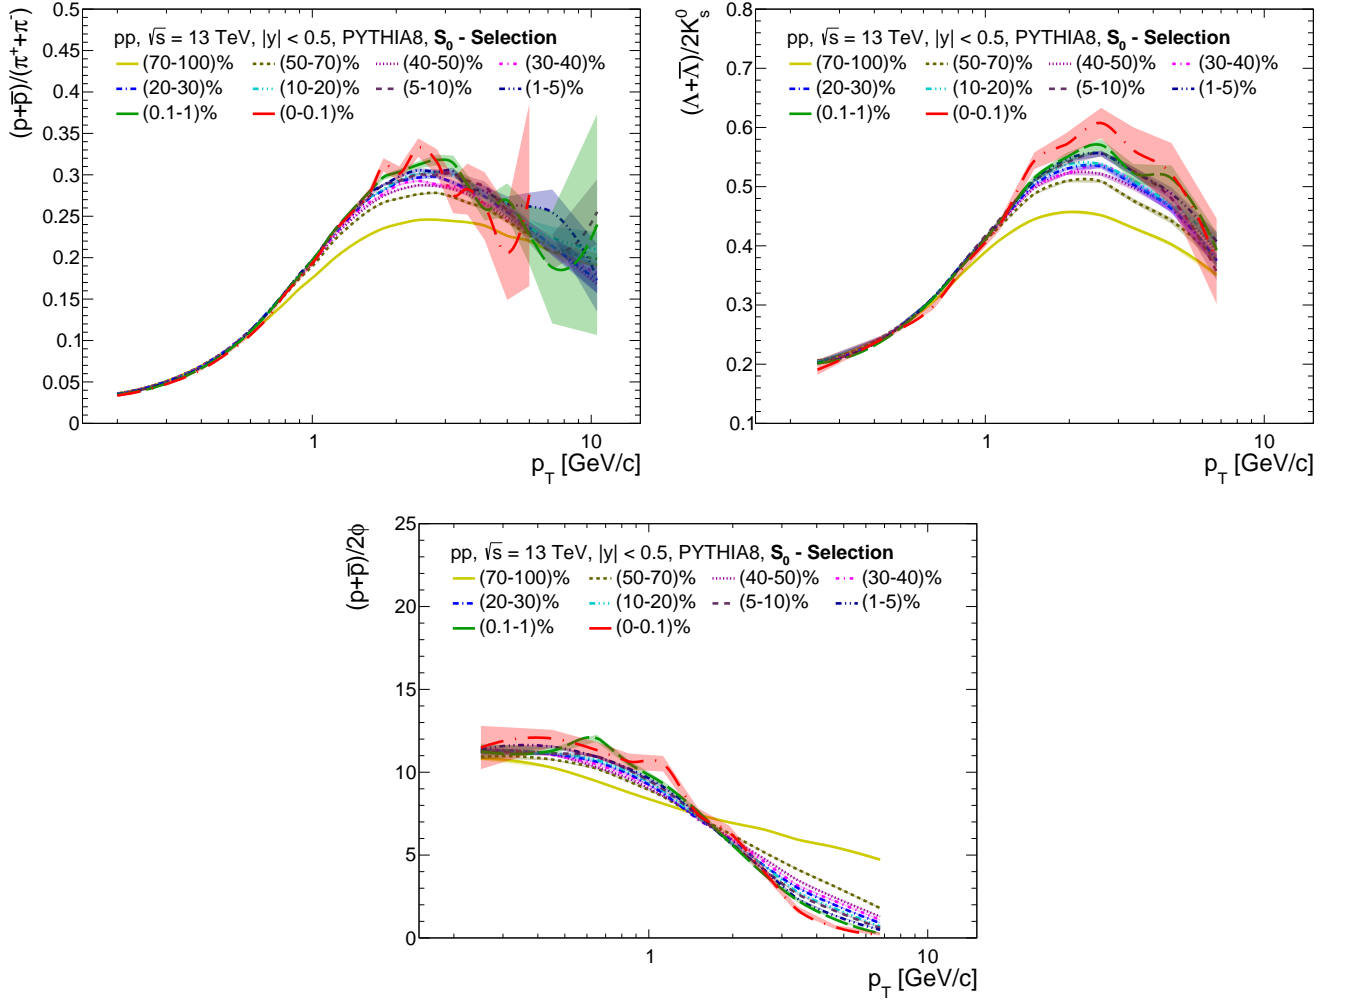 0.5
0.45
0.4
0.35
0.3
0.25
0.2
0.15
0.1
0.05
0
(p+p̅)/(π⁺+π⁻)
pp, √s = 13 TeV, |y| < 0.5, PYTHIA8, S₀ - Selection
(70-100)% (50-70)% (40-50)% (30-40)%
(20-30)% (10-20)% (5-10)% (1-5)%
(0.1-1)% (0-0.1)%
1 10
p_T [GeV/c]
0.8
0.7
0.6
0.5
0.4
0.3
0.2
0.1
(Λ+Λ̅)/2K⁰_s
pp, √s = 13 TeV, |y| < 0.5, PYTHIA8, S₀ - Selection
(70-100)% (50-70)% (40-50)% (30-40)%
(20-30)% (10-20)% (5-10)% (1-5)%
(0.1-1)% (0-0.1)%
1 10
p_T [GeV/c]
25
20
15
10
5
0
(p+p̅)/2ϕ
pp, √s = 13 TeV, |y| < 0.5, PYTHIA8, S₀ - Selection
(70-100)% (50-70)% (40-50)% (30-40)%
(20-30)% (10-20)% (5-10)% (1-5)%
(0.1-1)% (0-0.1)%
1 10
p_T [GeV/c]